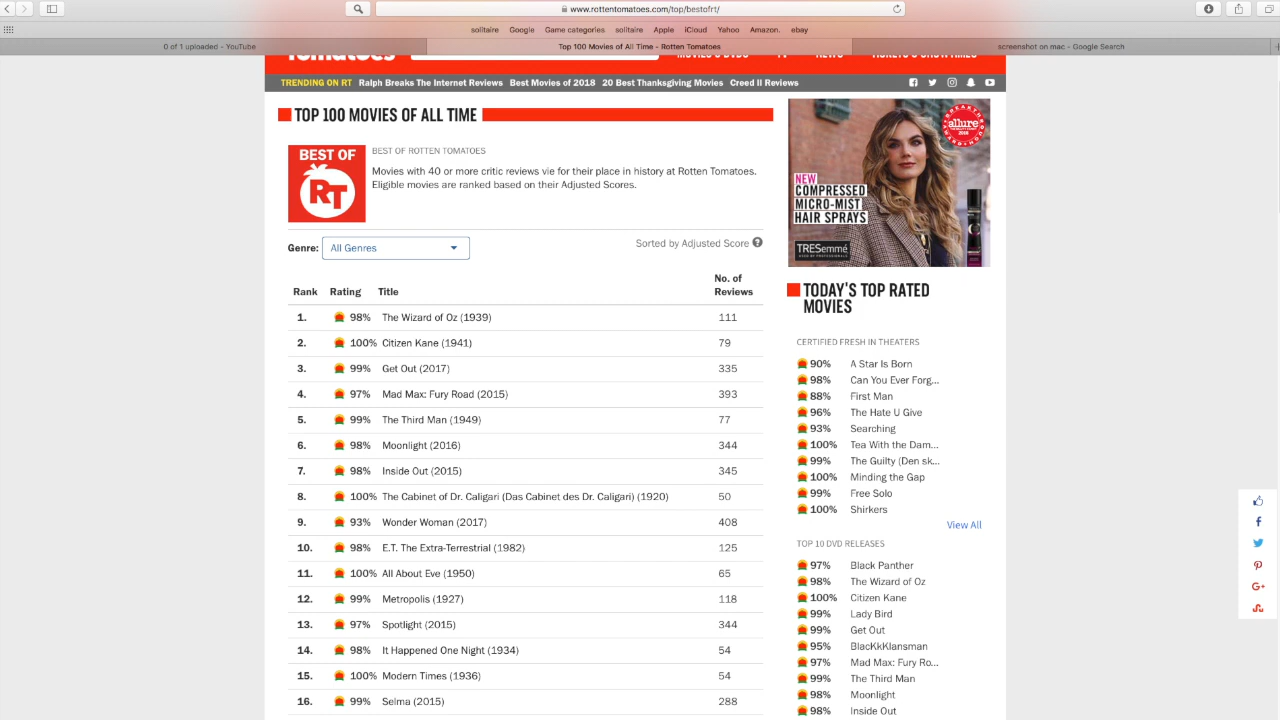 www.rottentomatoes.com/top/bestofrt/
solitaire Google Game categories solitaire Apple iCloud Yahoo Amazon. ebay
0 of 1 uploaded - YouTube Top 100 Movies of All Time - Rotten Tomatoes screenshot on mac - Google Search
TRENDING ON RT Ralph Breaks The Internet Reviews Best Movies of 2018 20 Best Thanksgiving Movies Creed II Reviews
TOP 100 MOVIES OF ALL TIME
BEST OF
RT
BEST OF ROTTEN TOMATOES
Movies with 40 or more critic reviews vie for their place in history at Rotten Tomatoes.
Eligible movies are ranked based on their Adjusted Scores.
Genre: All Genres
Sorted by Adjusted Score ?
Rank Rating Title No. of Reviews
1. 98% The Wizard of Oz (1939) 111
2. 100% Citizen Kane (1941) 79
3. 99% Get Out (2017) 335
4. 97% Mad Max: Fury Road (2015) 393
5. 99% The Third Man (1949) 77
6. 98% Moonlight (2016) 344
7. 98% Inside Out (2015) 345
8. 100% The Cabinet of Dr. Caligari (Das Cabinet des Dr. Caligari) (1920) 50
9. 93% Wonder Woman (2017) 408
10. 98% E.T. The Extra-Terrestrial (1982) 125
11. 100% All About Eve (1950) 65
12. 99% Metropolis (1927) 118
13. 97% Spotlight (2015) 344
14. 98% It Happened One Night (1934) 54
15. 100% Modern Times (1936) 54
16. 99% Selma (2015) 288
allure
NEW
COMPRESSED
MICRO-MIST
HAIR SPRAYS
TRESemmé
USED BY PROFESSIONALS
TODAY'S TOP RATED
MOVIES
CERTIFIED FRESH IN THEATERS
90% A Star Is Born
98% Can You Ever Forg...
88% First Man
96% The Hate U Give
93% Searching
100% Tea With the Dam...
99% The Guilty (Den sk...
100% Minding the Gap
99% Free Solo
100% Shirkers
View All
TOP 10 DVD RELEASES
97% Black Panther
98% The Wizard of Oz
100% Citizen Kane
99% Lady Bird
99% Get Out
95% BlacKkKlansman
97% Mad Max: Fury Ro...
99% The Third Man
98% Moonlight
98% Inside Out